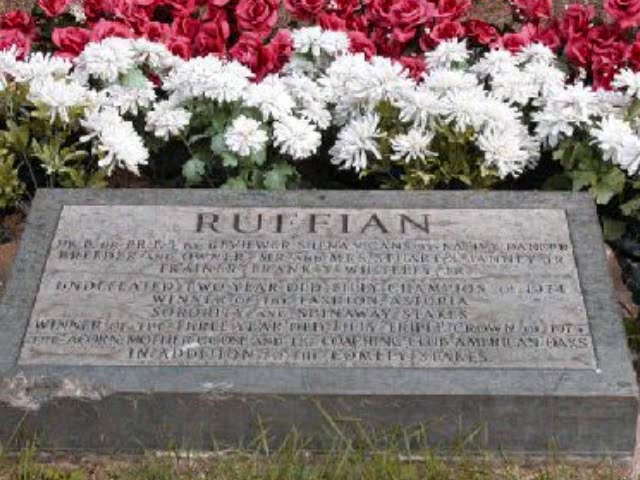 RUFFIAN
DK. B. OR BR. F. BY REVIEWER SHENANIGANS BY NATIVE DANCER
BREEDER AND OWNER, MR AND MRS. STUART S. JANNEY JR
TRAINER, FRANK Y. WHITELEY, JR.
UNDEFEATED TWO YEAR OLD FILLY CHAMPION OF 1974
WINNER OF THE FASHION, ASTORIA
SORORITY AND SPINAWAY STAKES
WINNER OF THE THREE YEAR OLD FILLY TRIPLE CROWN OF 1975
THE ACORN, MOTHER GOOSE AND THE COACHING CLUB AMERICAN OAKS
IN ADDITION TO THE COMELY STAKES